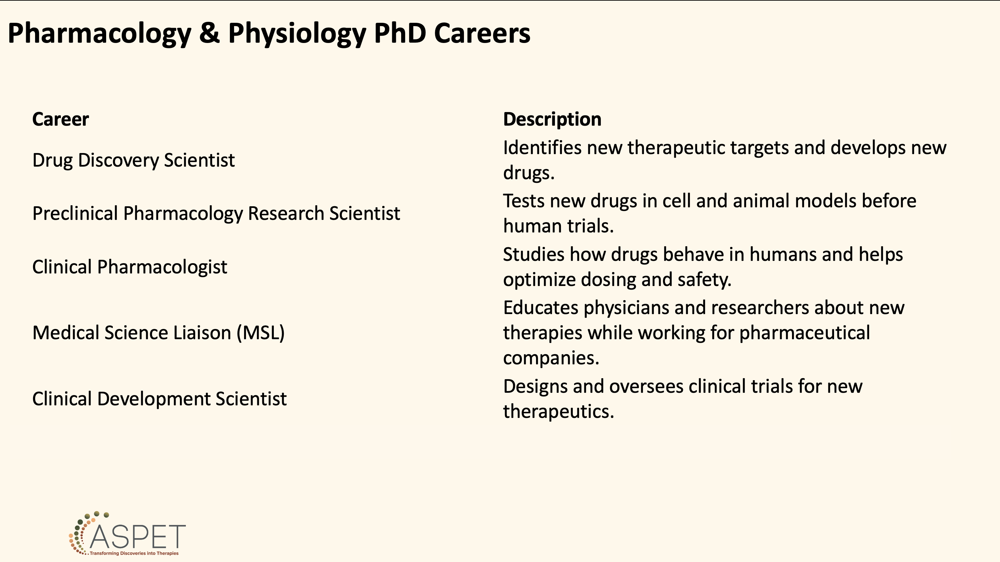 Pharmacology & Physiology PhD Careers
Career
Description
Drug Discovery Scientist
Identifies new therapeutic targets and develops new
drugs.
Preclinical Pharmacology Research Scientist
Tests new drugs in cell and animal models before
human trials.
Clinical Pharmacologist
Studies how drugs behave in humans and helps
optimize dosing and safety.
Medical Science Liaison (MSL)
Educates physicians and researchers about new
therapies while working for pharmaceutical
companies.
Clinical Development Scientist
Designs and oversees clinical trials for new
therapeutics.
ASPET
Transforming Discoveries into Therapies